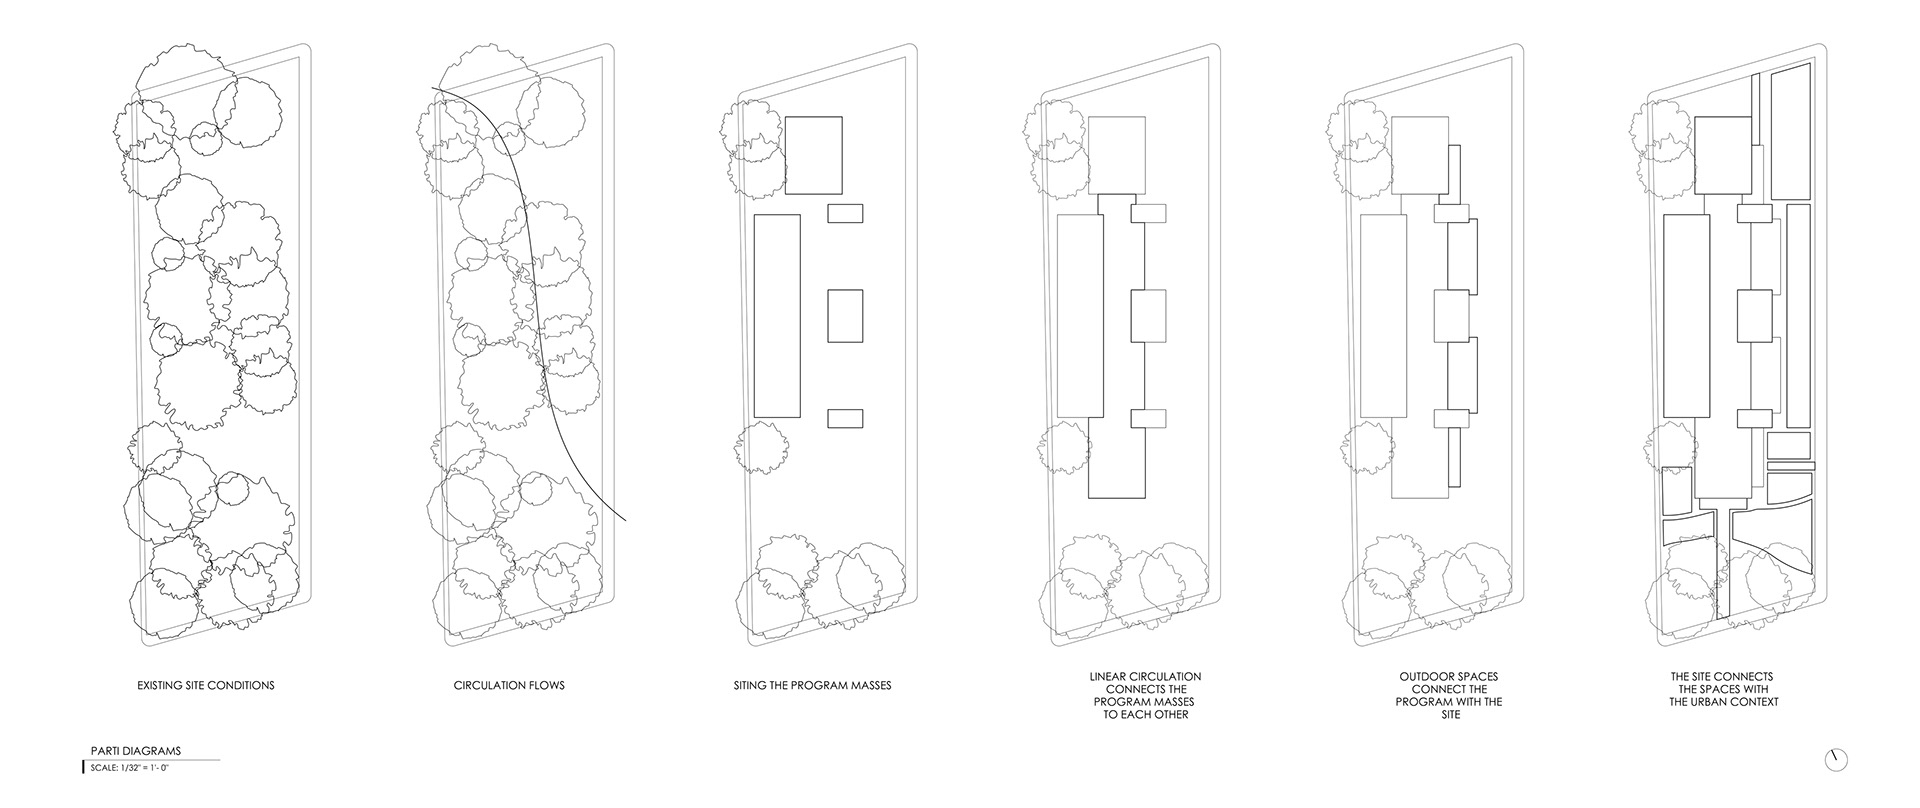 EXISTING SITE CONDITIONS
CIRCULATION FLOWS
SITING THE PROGRAM MASSES
LINEAR CIRCULATION
CONNECTS THE
PROGRAM MASSES
TO EACH OTHER
OUTDOOR SPACES
CONNECT THE
PROGRAM WITH THE
SITE
THE SITE CONNECTS
THE SPACES WITH
THE URBAN CONTEXT
PARTI DIAGRAMS
SCALE: 1/32" = 1'- 0"